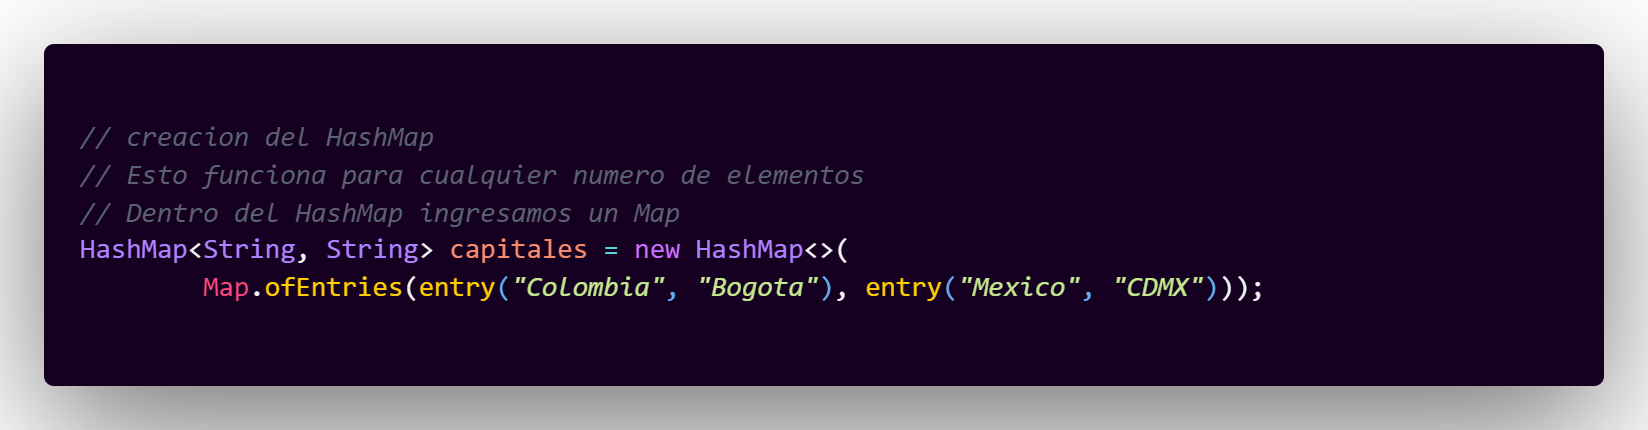 // creacion del HashMap
// Esto funciona para cualquier numero de elementos
// Dentro del HashMap ingresamos un Map
HashMap<String, String> capitales = new HashMap<>(
        Map.ofEntries(entry("Colombia", "Bogota"), entry("Mexico", "CDMX")));